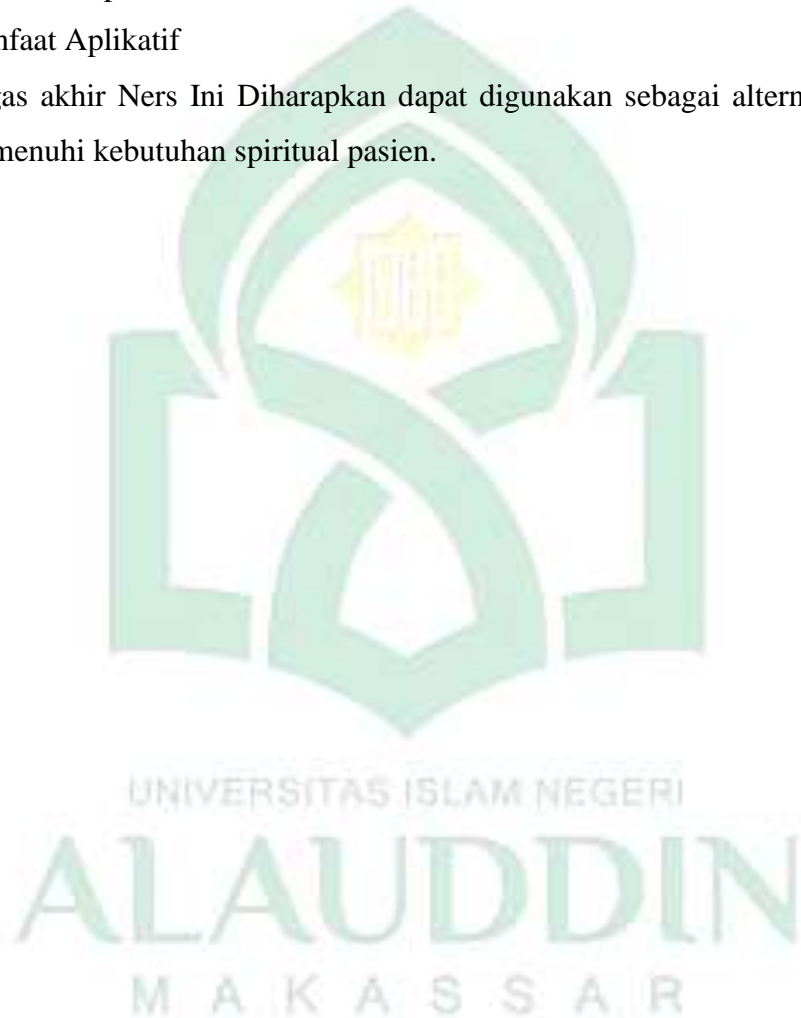 nfaat Aplikatif
gas akhir Ners Ini Diharapkan dapat digunakan sebagai altern
menuhi kebutuhan spiritual pasien.
UNIVERSITAS ISLAM NEGERI
ALAUDDIN
MAKASSAR